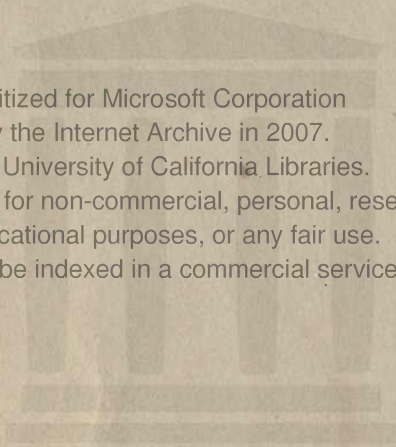 itized for Microsoft Corporation
the Internet Archive in 2007.
University of California Libraries.
for non-commercial, personal, rese
cational purposes, or any fair use.
be indexed in a commercial service